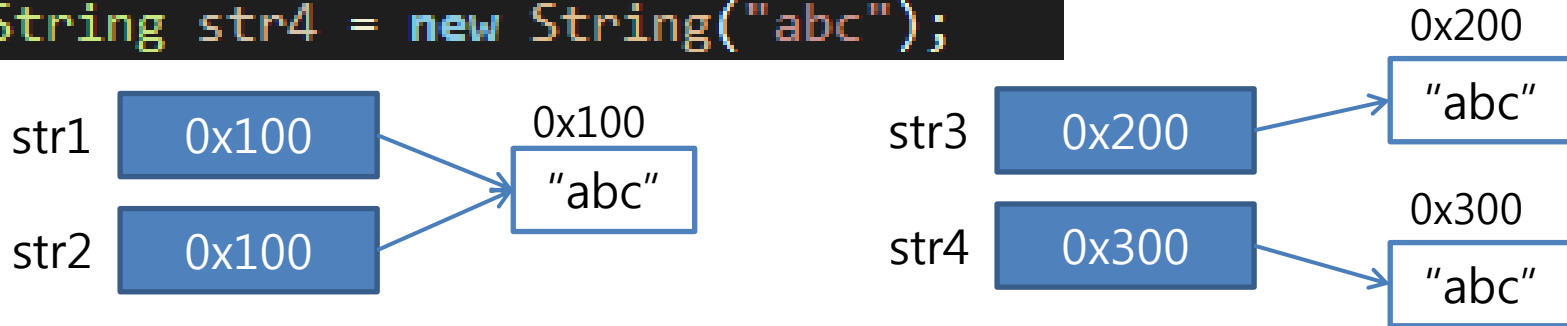 String str4 = new String("abc");
0x200
str1 0x100 0x100 "abc"
str3 0x200 "abc"
str2 0x100
0x300
str4 0x300 "abc"